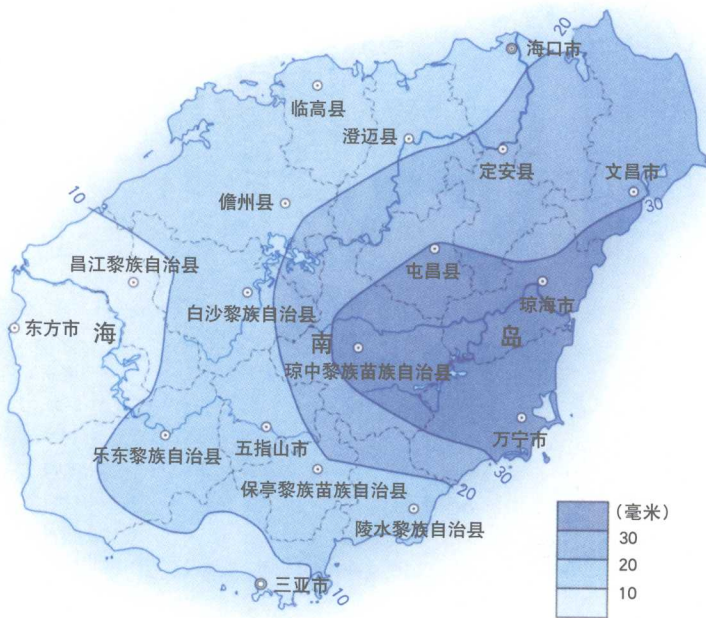 20
海口市
临高县
澄迈县
定安县
文昌市
10
儋州县
30
屯昌县
昌江黎族自治县
琼海市
白沙黎族自治县
东方市
海
南
岛
琼中黎族苗族自治县
万宁市
五指山市
乐东黎族自治县
30
保亭黎族苗族自治县
20
陵水黎族自治县
(毫米)
30
20
10
三亚市
10